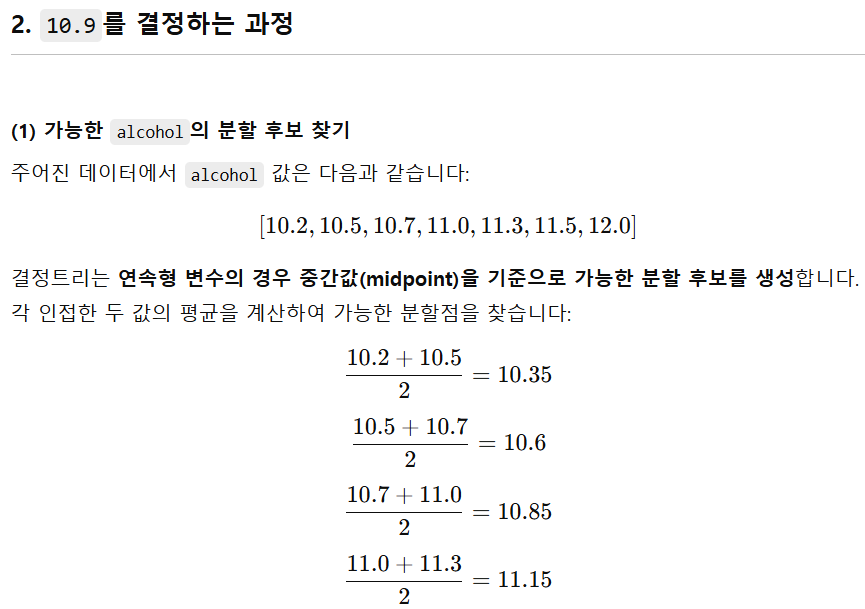 2. 10.9를 결정하는 과정
(1) 가능한 alcohol의 분할 후보 찾기
주어진 데이터에서 alcohol 값은 다음과 같습니다:
[10.2, 10.5, 10.7, 11.0, 11.3, 11.5, 12.0]
결정트리는 연속형 변수의 경우 중간값(midpoint)을 기준으로 가능한 분할 후보를 생성합니다.
각 인접한 두 값의 평균을 계산하여 가능한 분할점을 찾습니다:
10.2 + 10.5
2
= 10.35
10.5 + 10.7
2
= 10.6
10.7 + 11.0
2
= 10.85
11.0 + 11.3
2
= 11.15